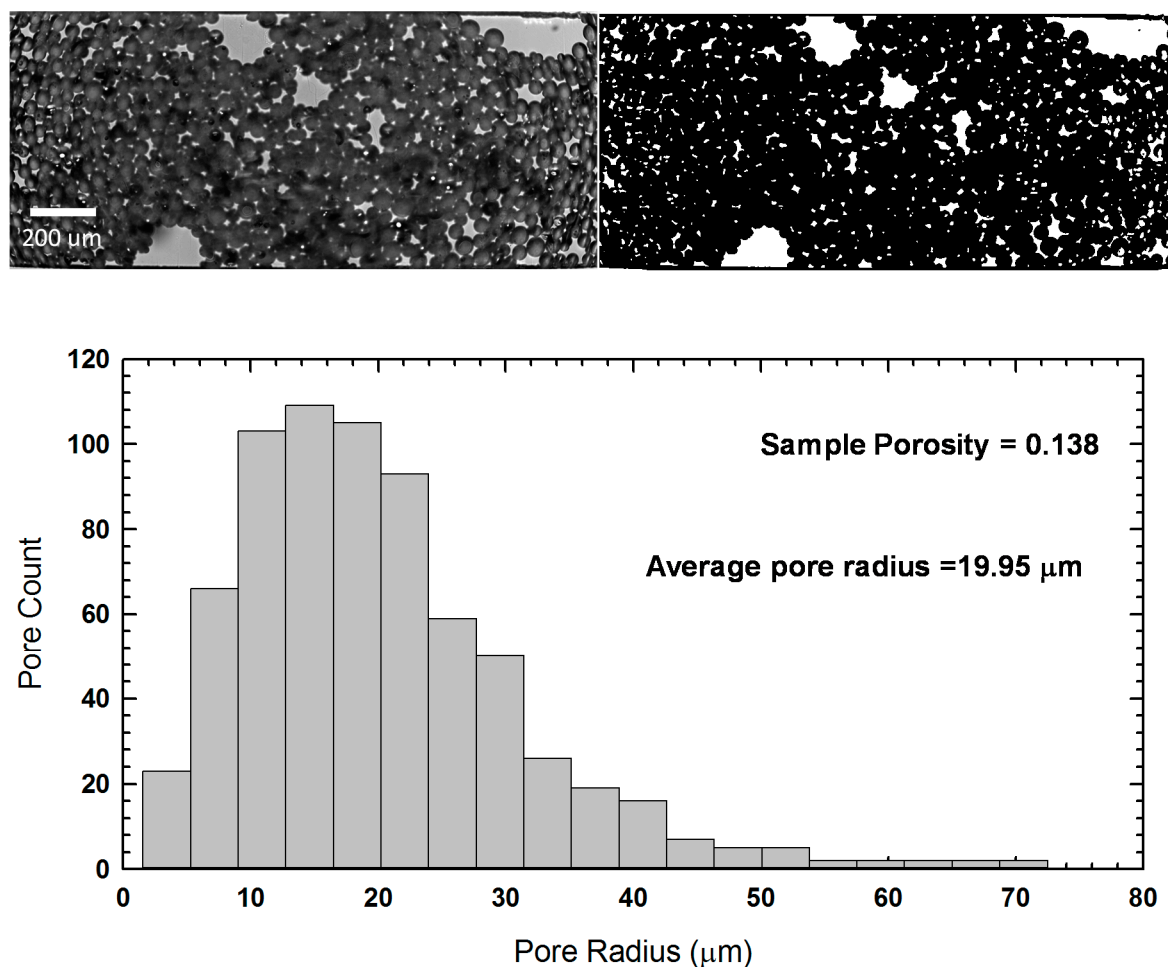 200 um
120
100
80
60
40
20
0
Pore Count
Sample Porosity = 0.138
Average pore radius =19.95 μm
0 10 20 30 40 50 60 70 80
Pore Radius (μm)